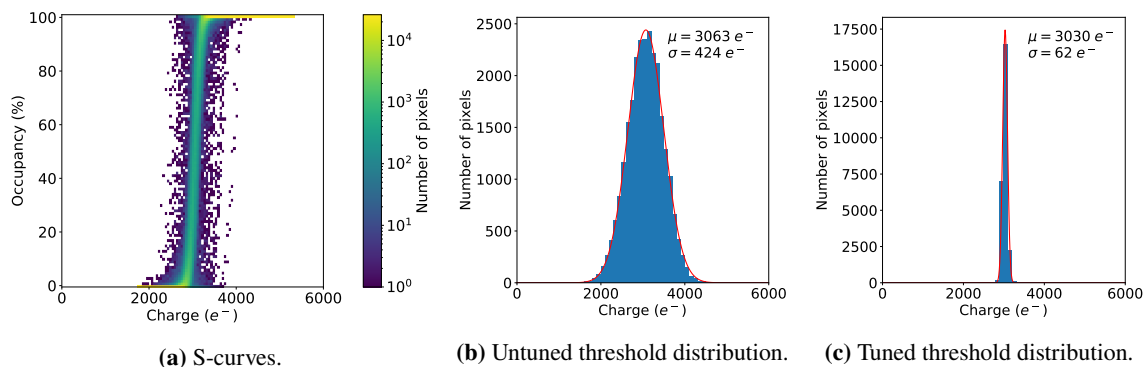 100
80
60
40
20
0
Occupancy (%)
0 2000 4000 6000
Charge (e⁻)
10⁴
10³
10²
10¹
10⁰
Number of pixels
(a) S-curves.
2500
2000
1500
1000
500
0
Number of pixels
μ = 3063 e⁻
σ = 424 e⁻
0 2000 4000 6000
Charge (e⁻)
(b) Untuned threshold distribution.
17500
15000
12500
10000
7500
5000
2500
0
Number of pixels
μ = 3030 e⁻
σ = 62 e⁻
0 2000 4000 6000
Charge (e⁻)
(c) Tuned threshold distribution.